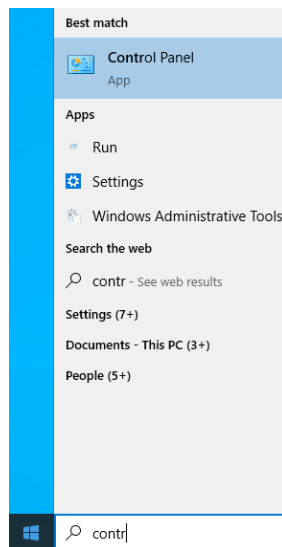 Best match
Control Panel
App
Apps
Run
Settings
Windows Administrative Tools
Search the web
contr - See web results
Settings (7+)
Documents - This PC (3+)
People (5+)
contr